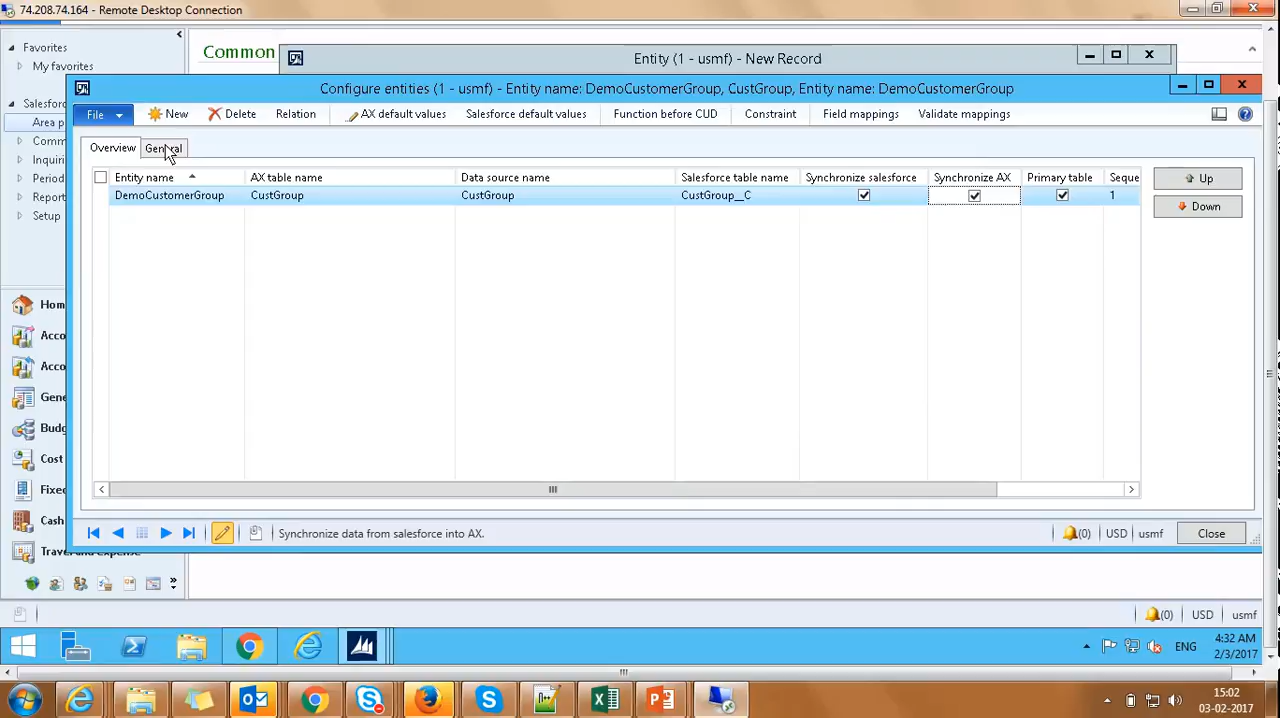 74.208.74.164 - Remote Desktop Connection
Favorites
My favorites
Common
Entity (1 - usmf) - New Record
Configure entities (1 - usmf) - Entity name: DemoCustomerGroup, CustGroup, Entity name: DemoCustomerGroup
File
New
Delete
Relation
AX default values
Salesforce default values
Function before CUD
Constraint
Field mappings
Validate mappings
Salesfo
Area p
Comm
Inquiri
Period
Report
Setup
Overview
General
Entity name
AX table name
Data source name
Salesforce table name
Synchronize salesforce
Synchronize AX
Primary table
Seque
DemoCustomerGroup
CustGroup
CustGroup
CustGroup__C
1
Up
Down
Hom
Acco
Acco
Gene
Budg
Cost
Fixed
Cash
Travel and expense
Synchronize data from salesforce into AX.
(0)
USD
usmf
Close
(0)
USD
usmf
ENG
4:32 AM
2/3/2017
15:02
03-02-2017